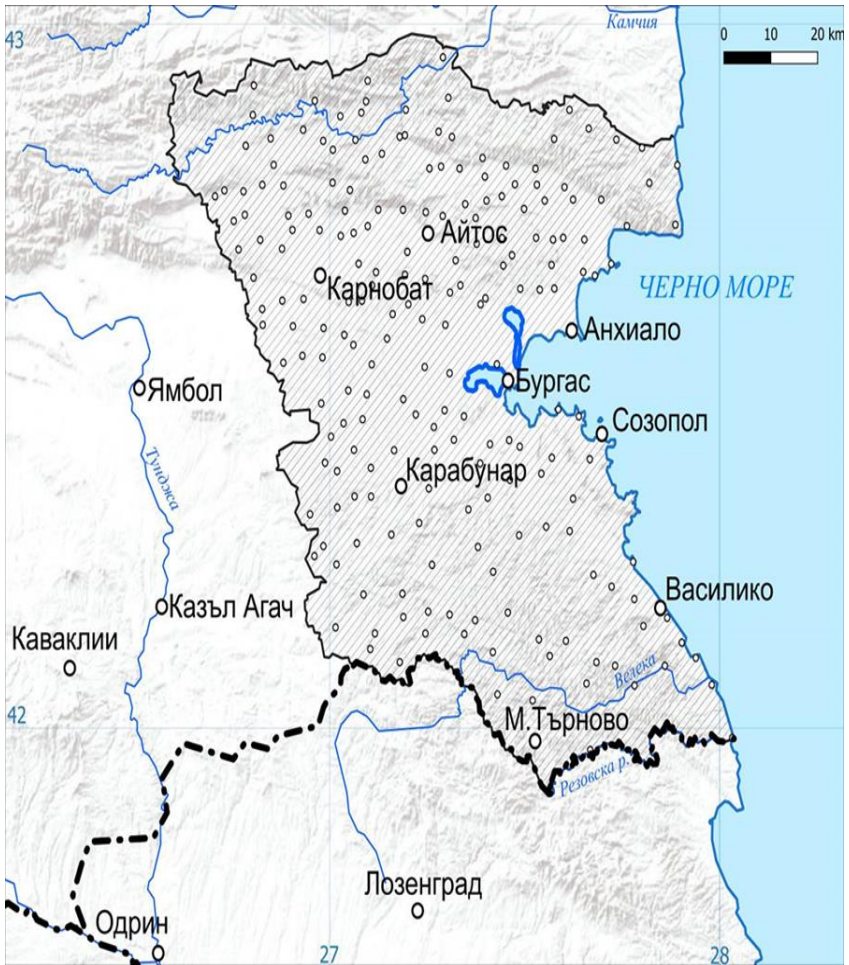 Камчия
0 10 20 km
43
Айтос
ЧЕРНО МОРЕ
Карнобат
Анхиало
Ямбол
Бургас
Созопол
Тунджа
Карабунар
Казъл Агач
Василико
Каваклии
Велека
42
М.Търново
Резовска р.
Лозенград
Одрин
27
28